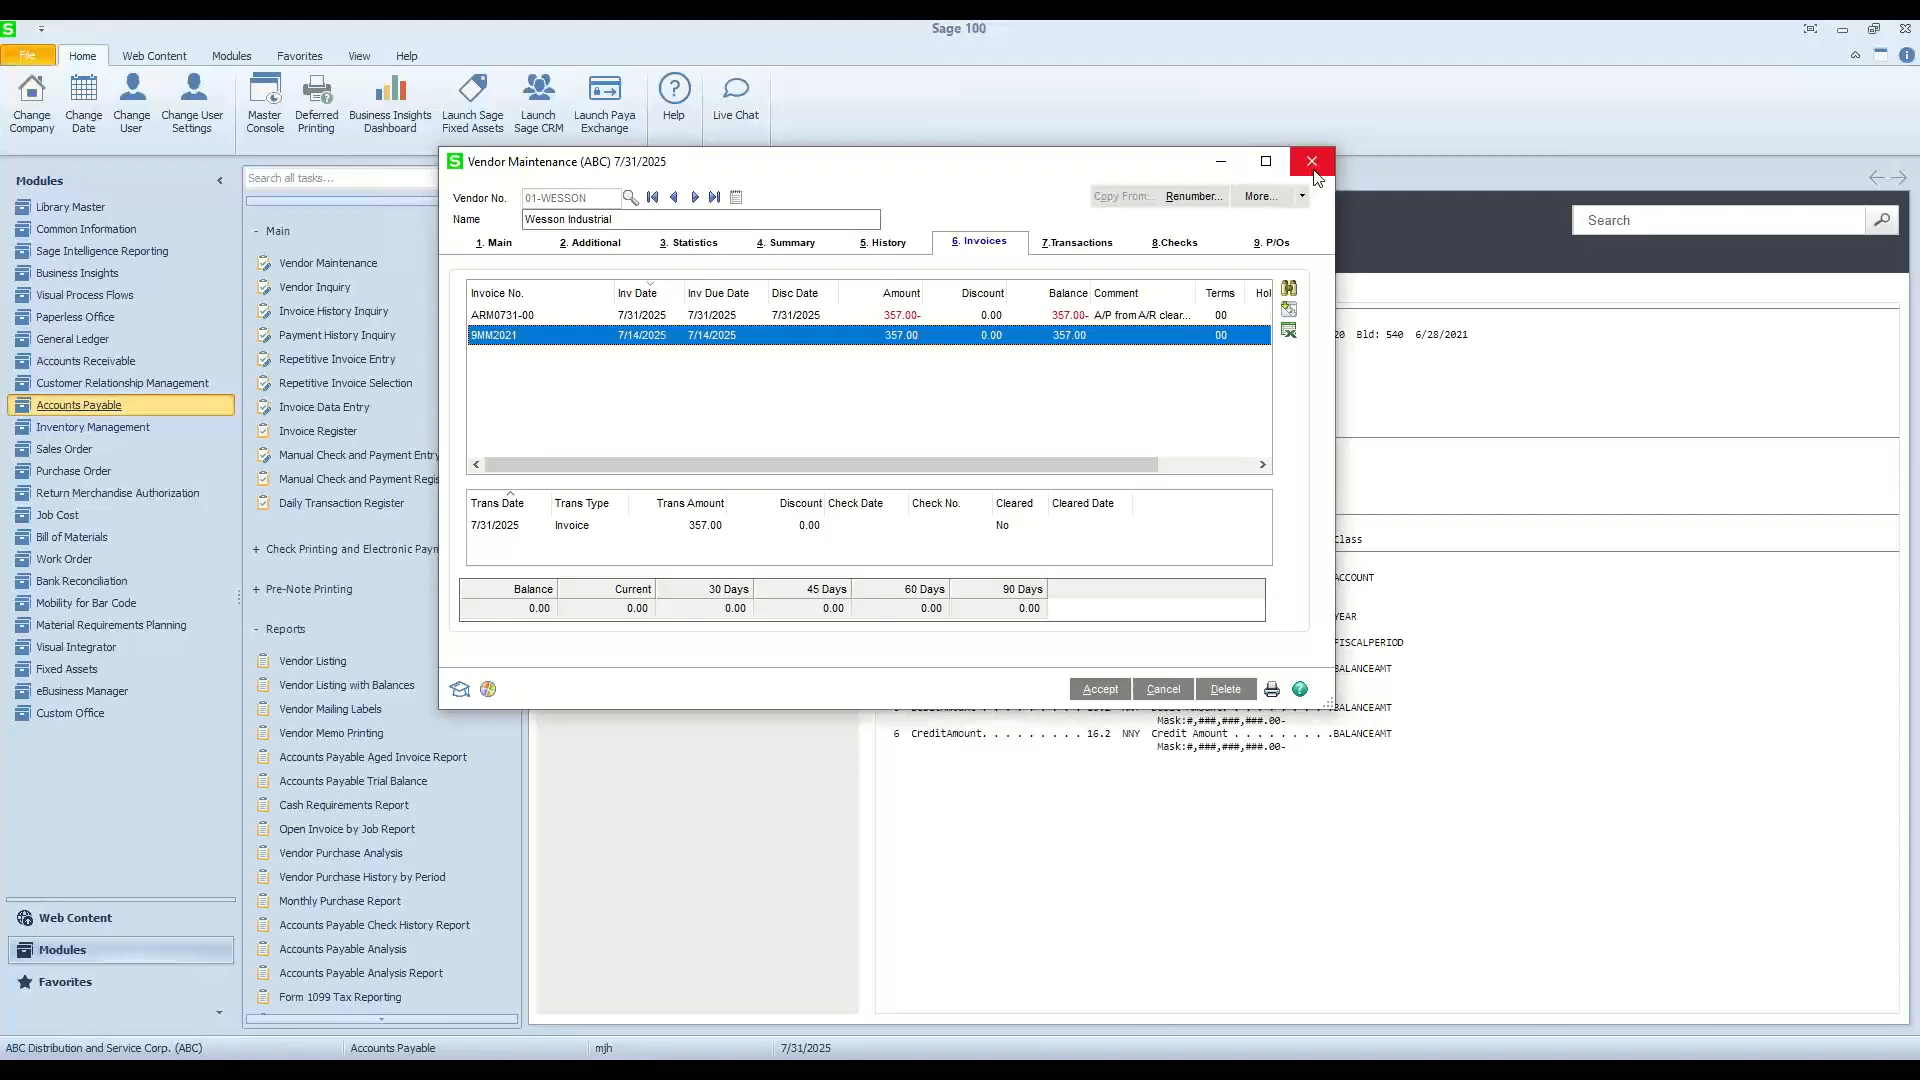 Sage 100
File Home Web Content Modules Favorites View Help
Change Company
Change Date
Change User
Change User Settings
Master Console
Deferred Printing
Business Insights Dashboard
Launch Sage Fixed Assets
Launch Sage CRM
Launch Paya Exchange
Help
Live Chat
Modules
Library Master
Common Information
Sage Intelligence Reporting
Business Insights
Visual Process Flows
Paperless Office
General Ledger
Accounts Receivable
Customer Relationship Management
Accounts Payable
Inventory Management
Sales Order
Purchase Order
Return Merchandise Authorization
Job Cost
Bill of Materials
Work Order
Bank Reconciliation
Mobility for Bar Code
Material Requirements Planning
Visual Integrator
Fixed Assets
eBusiness Manager
Custom Office
Web Content
Modules
Favorites
Search all tasks...
- Main
Vendor Maintenance
Vendor Inquiry
Invoice History Inquiry
Payment History Inquiry
Repetitive Invoice Entry
Repetitive Invoice Selection
Invoice Data Entry
Invoice Register
Manual Check and Payment Entry
Manual Check and Payment Regis
Daily Transaction Register
+ Check Printing and Electronic Paym
+ Pre-Note Printing
- Reports
Vendor Listing
Vendor Listing with Balances
Vendor Mailing Labels
Vendor Memo Printing
Accounts Payable Aged Invoice Report
Accounts Payable Trial Balance
Cash Requirements Report
Open Invoice by Job Report
Vendor Purchase Analysis
Vendor Purchase History by Period
Monthly Purchase Report
Accounts Payable Check History Report
Accounts Payable Analysis
Accounts Payable Analysis Report
Form 1099 Tax Reporting
S Vendor Maintenance (ABC) 7/31/2025
Vendor No. 01-WESSON Copy From... Renumber... More...
Name Wesson Industrial
1. Main 2. Additional 3. Statistics 4. Summary 5. History 6. Invoices 7.Transactions 8.Checks 9. P/Os
Invoice No. Inv Date Inv Due Date Disc Date Amount Discount Balance Comment Terms Hol
ARM0731-00 7/31/2025 7/31/2025 7/31/2025 357.00- 0.00 357.00- A/P from A/R clear... 00
9MM2021 7/14/2025 7/14/2025 357.00 0.00 357.00 00
Trans Date Trans Type Trans Amount Discount Check Date Check No. Cleared Cleared Date
7/31/2025 Invoice 357.00 0.00 No
Balance Current 30 Days 45 Days 60 Days 90 Days
0.00 0.00 0.00 0.00 0.00 0.00
Accept Cancel Delete
Search
20 Bld: 540 6/28/2021
Class
ACCOUNT
YEAR
FISCALPERIOD
BALANCEAMT
BALANCEAMT
Mask:#,###,###,###.00-
6 CreditAmount. . . . . . . . . 16.2 NNY Credit Amount . . . . . . . . .BALANCEAMT
Mask:#,###,###,###.00-
ABC Distribution and Service Corp. (ABC) Accounts Payable mjh 7/31/2025